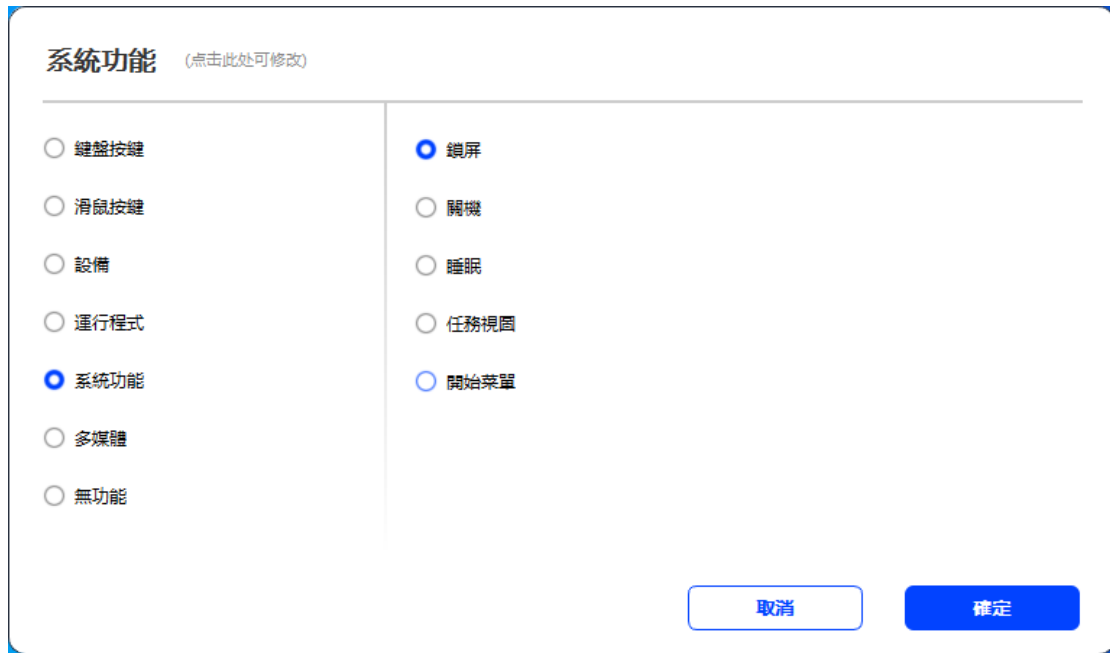 系統功能 (点击此处可修改)
鍵盤按鍵
滑鼠按鍵
設備
運行程式
系統功能
多媒體
無功能
鎖屏
關機
睡眠
任務視圖
開始菜單
取消 確定